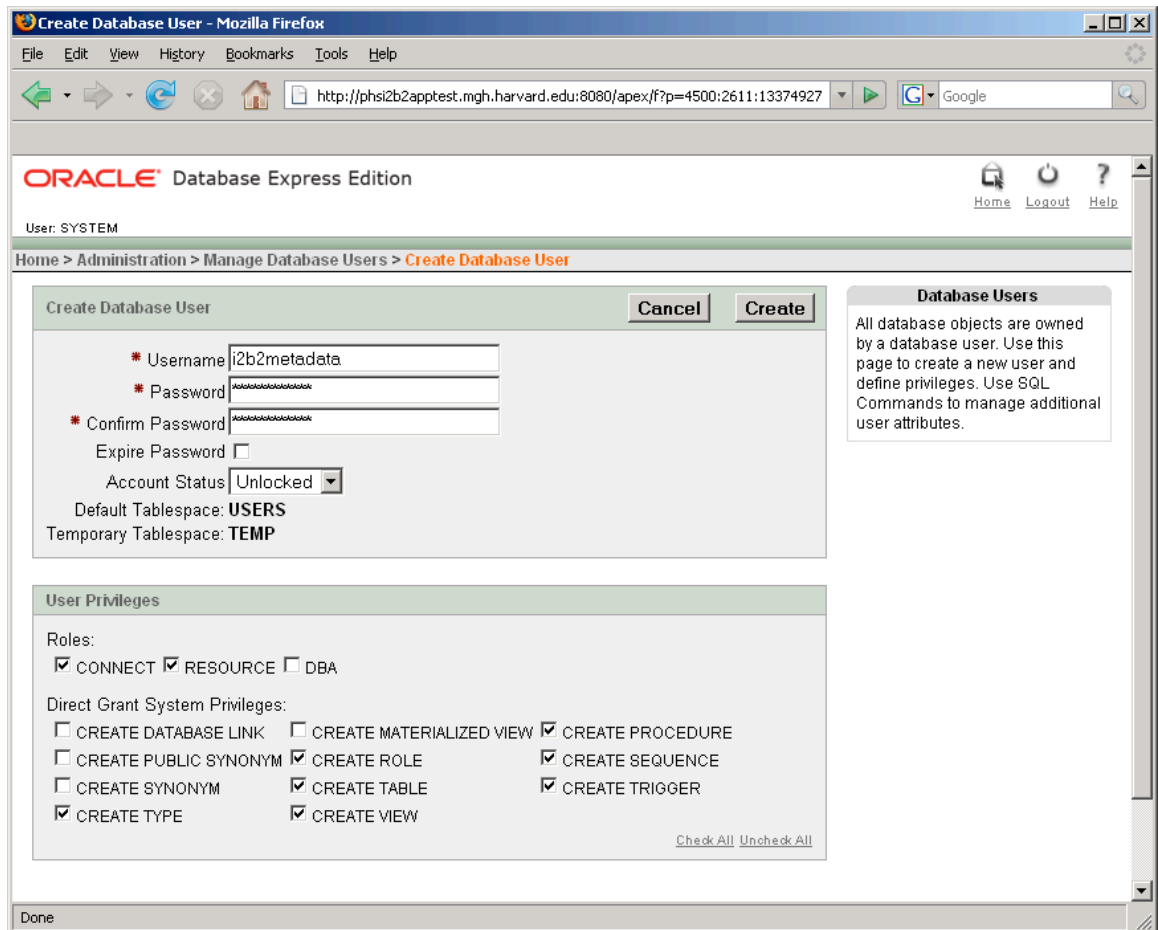 Create Database User - Mozilla Firefox
File Edit View History Bookmarks Tools Help
http://phsi2b2apptest.mgh.harvard.edu:8080/apex/f?p=4500:2611:13374927 G Google
ORACLE Database Express Edition
Home Logout Help
User: SYSTEM
Home > Administration > Manage Database Users > Create Database User
Create Database User Cancel Create
* Username i2b2metadata
* Password *************
* Confirm Password *************
Expire Password
Account Status Unlocked
Default Tablespace: USERS
Temporary Tablespace: TEMP
Database Users
All database objects are owned
by a database user. Use this
page to create a new user and
define privileges. Use SQL
Commands to manage additional
user attributes.
User Privileges
Roles:
CONNECT RESOURCE DBA
Direct Grant System Privileges:
CREATE DATABASE LINK CREATE MATERIALIZED VIEW CREATE PROCEDURE
CREATE PUBLIC SYNONYM CREATE ROLE CREATE SEQUENCE
CREATE SYNONYM CREATE TABLE CREATE TRIGGER
CREATE TYPE CREATE VIEW
Check All Uncheck All
Done